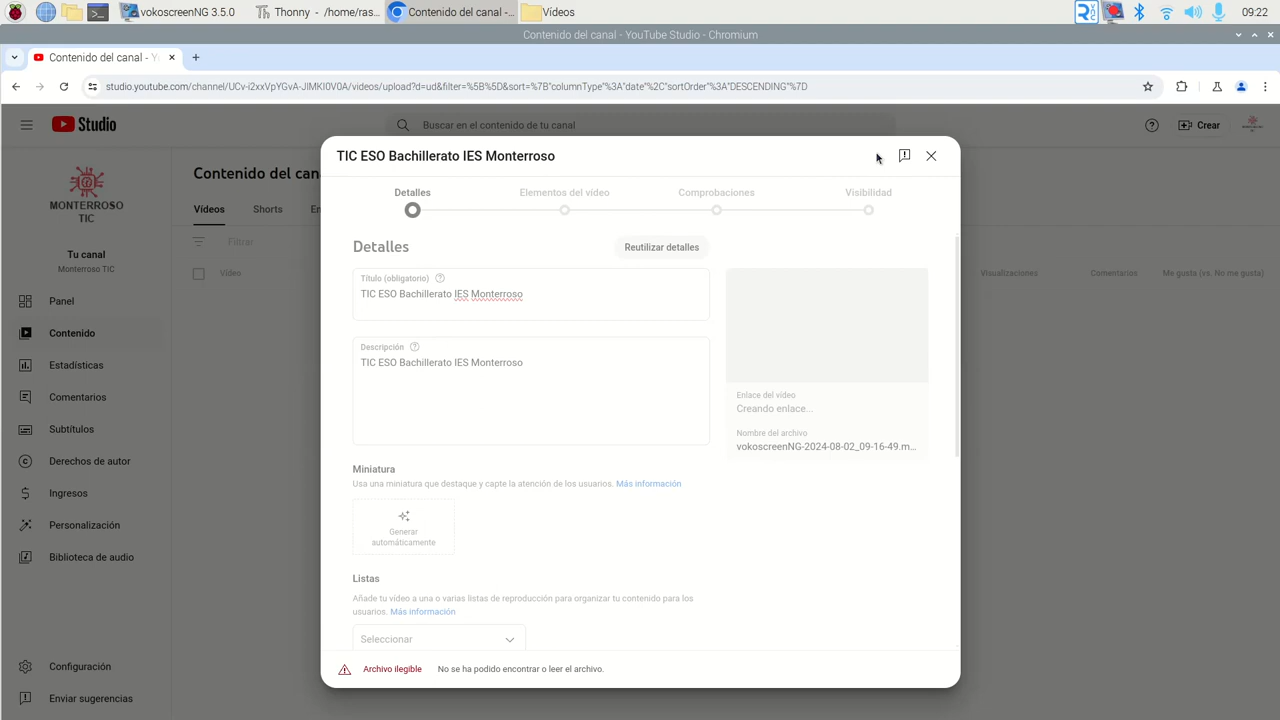 vokoscreenNG 3.5.0
Thonny - /home/m...
Contenido del canal -...
Vídeos
09:22
Contenido del canal - YouTube Studio - Chromium
Contenido del canal - Y
studio.youtube.com/channel/UCv-i2xxVpYGvA-JIMKI0V0A/videos/upload?d=ud&filter=%5B%5D&sort=%7B"columnType"%3A"date"%2C"sortOrder"%3A"DESCENDING"%7D
Studio
Buscar en el contenido de tu canal
Crear
MONTERROSO
TIC
Tu canal
Monterroso TIC
Panel
Contenido
Estadísticas
Comentarios
Subtítulos
Derechos de autor
Ingresos
Personalización
Biblioteca de audio
Configuración
Enviar sugerencias
Contenido del can
Vídeos
Shorts
En
Filtrar
Vídeo
Visualizaciones
Comentarios
Me gusta (vs. No me gusta)
TIC ESO Bachillerato IES Monterroso
Detalles
Elementos del vídeo
Comprobaciones
Visibilidad
Detalles
Reutilizar detalles
Título (obligatorio)
TIC ESO Bachillerato IES Monterroso
Descripción
TIC ESO Bachillerato IES Monterroso
Enlace del vídeo
Creando enlace...
Nombre del archivo
vokoscreenNG-2024-08-02_09-16-49.m...
Miniatura
Usa una miniatura que destaque y capte la atención de los usuarios. Más información
Generar
automáticamente
Listas
Añade tu vídeo a una o varias listas de reproducción para organizar tu contenido para los
usuarios. Más información
Seleccionar
Archivo ilegible
No se ha podido encontrar o leer el archivo.